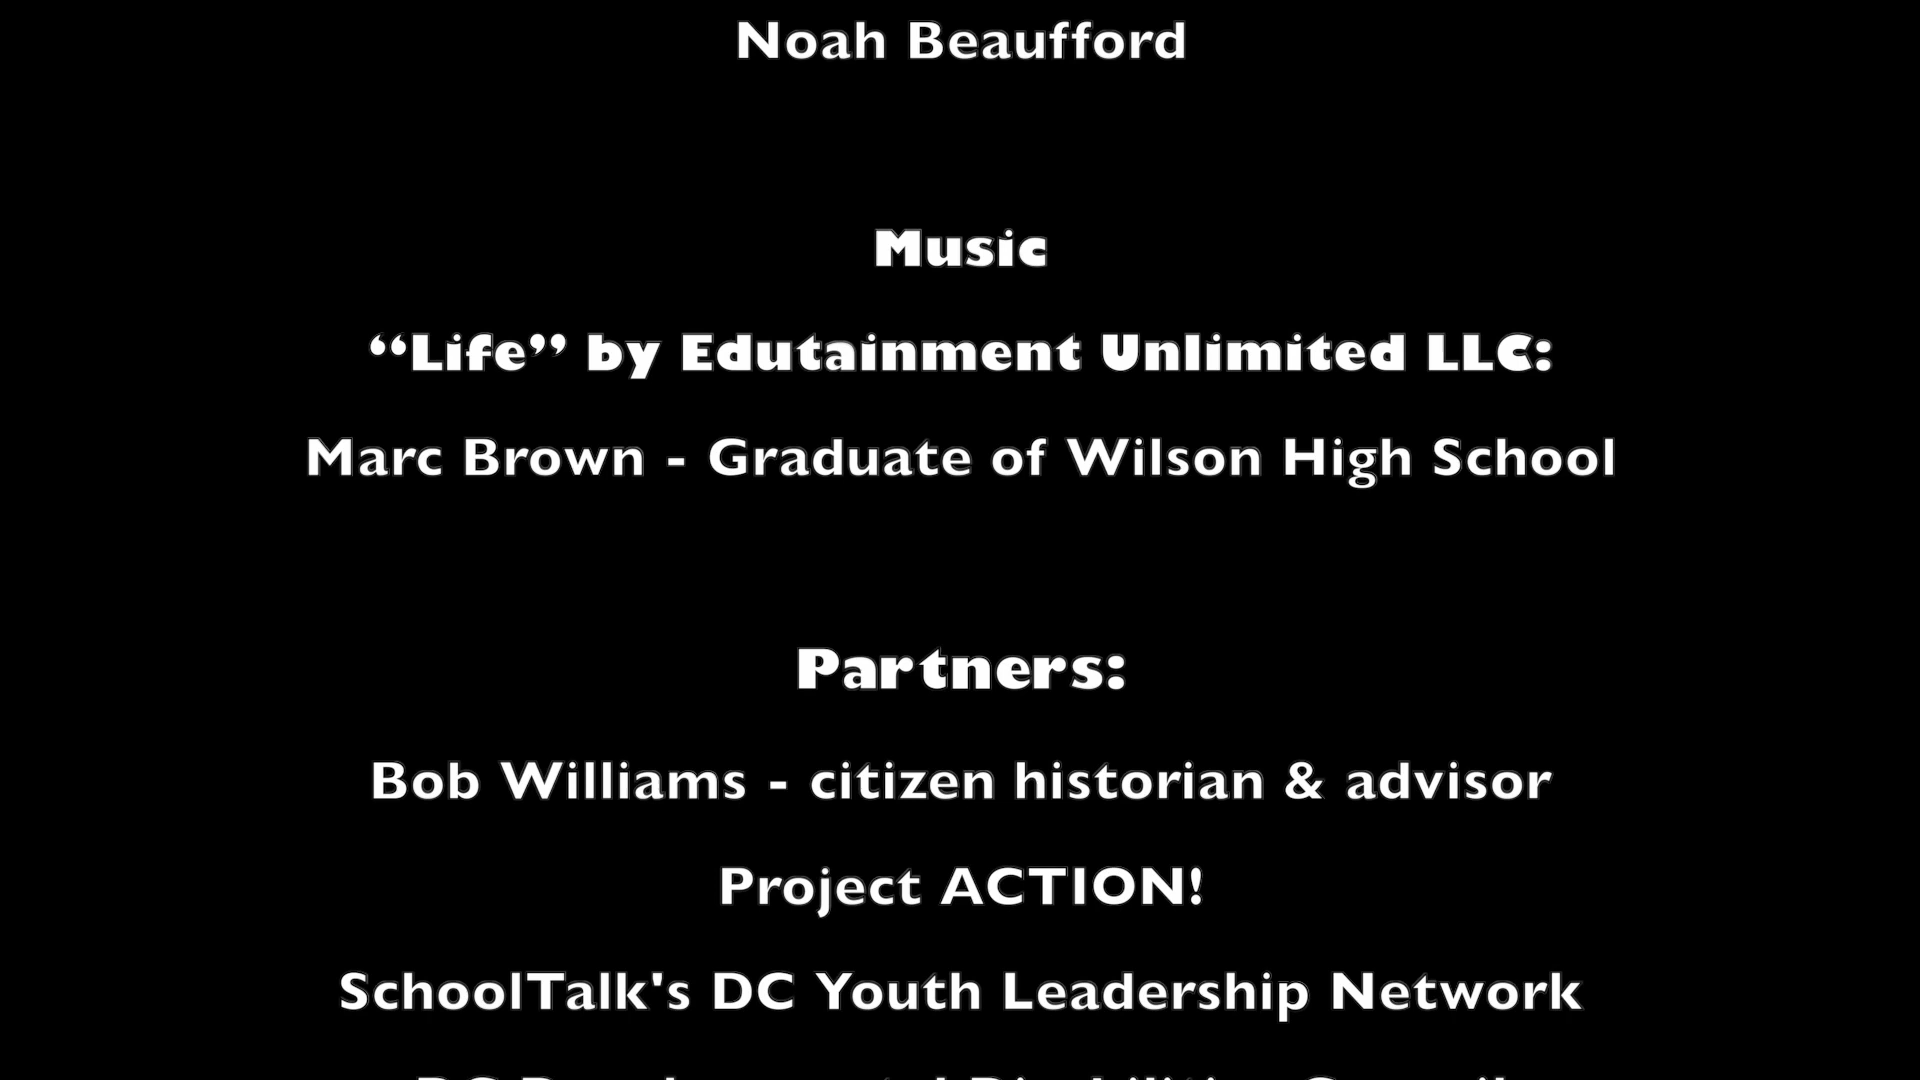 Noah Beaufford
Music
“Life” by Edutainment Unlimited LLC:
Marc Brown - Graduate of Wilson High School
Partners:
Bob Williams - citizen historian & advisor
Project ACTION!
SchoolTalk's DC Youth Leadership Network